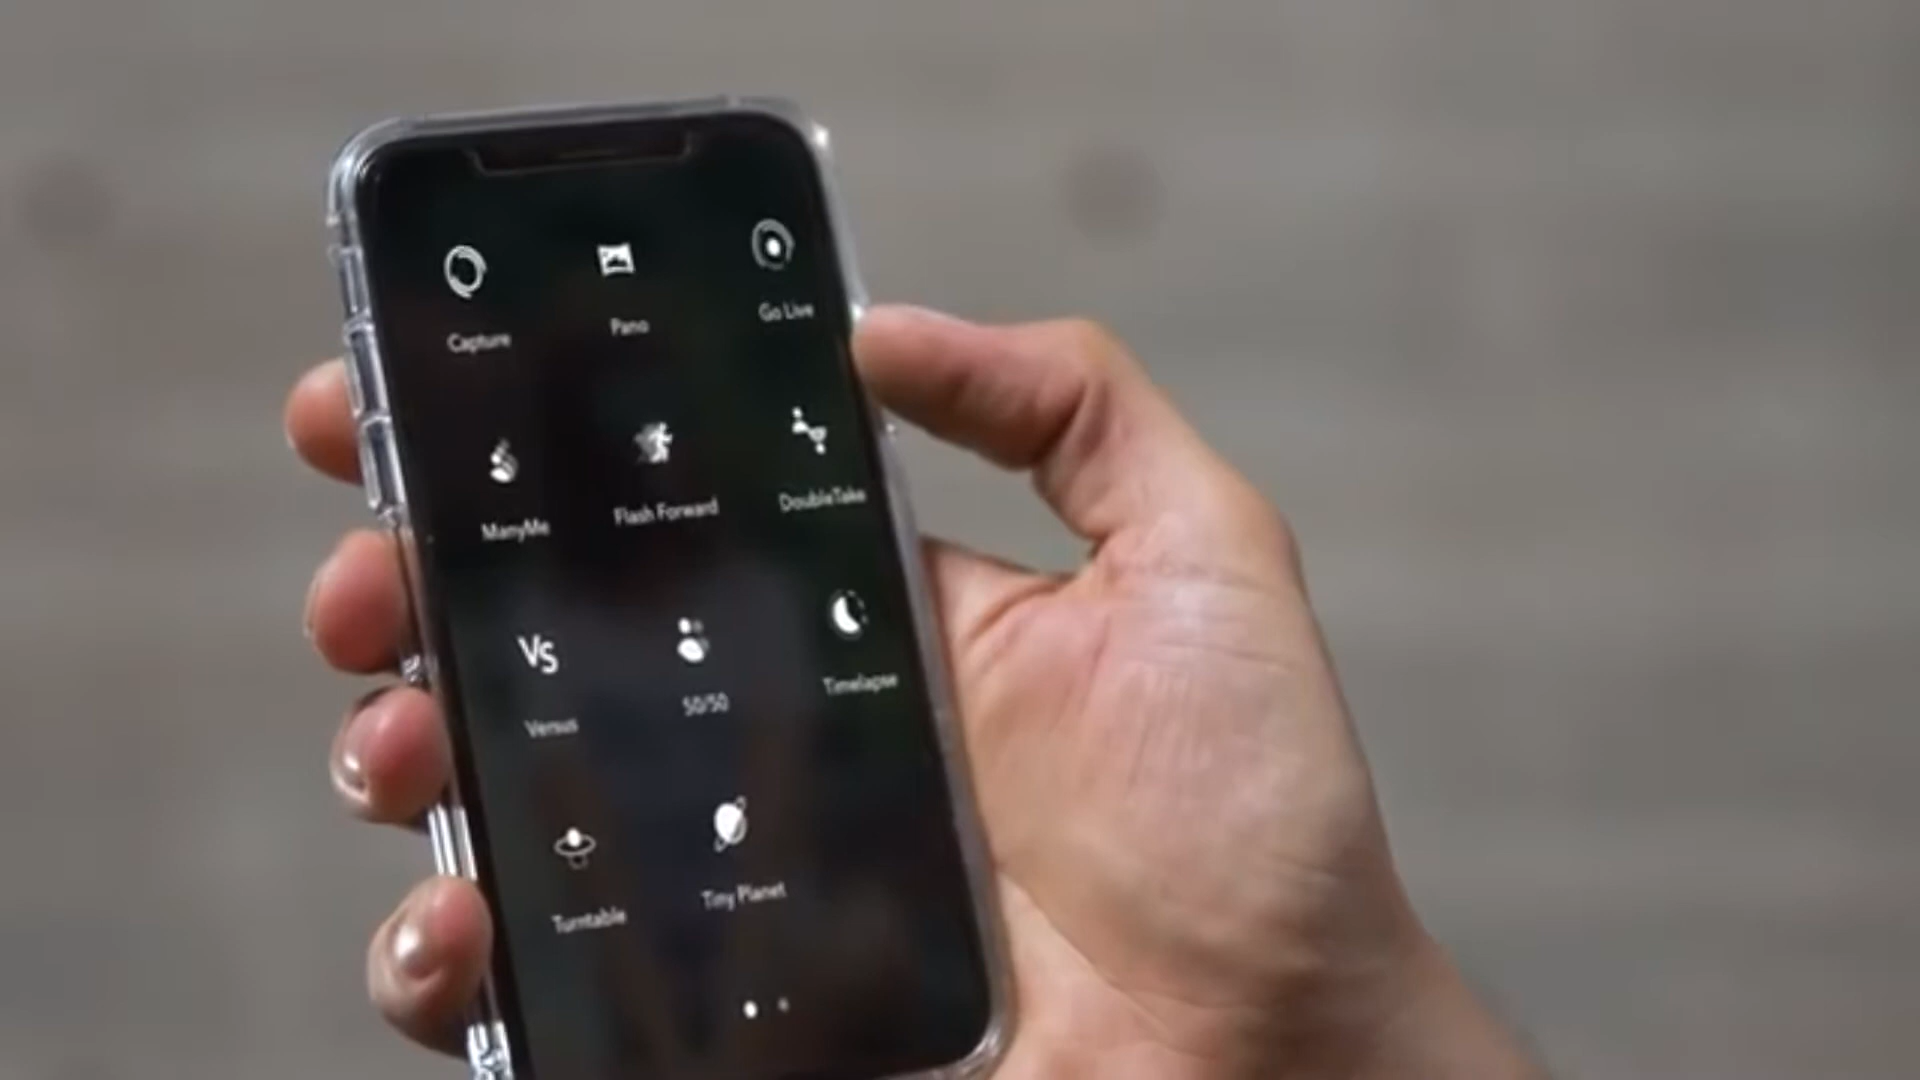 Capture Pano Go Live
ManyMe Flash Forward DoubleTake
VS
Versus 50/50 Timelapse
Turntable Tiny Planet